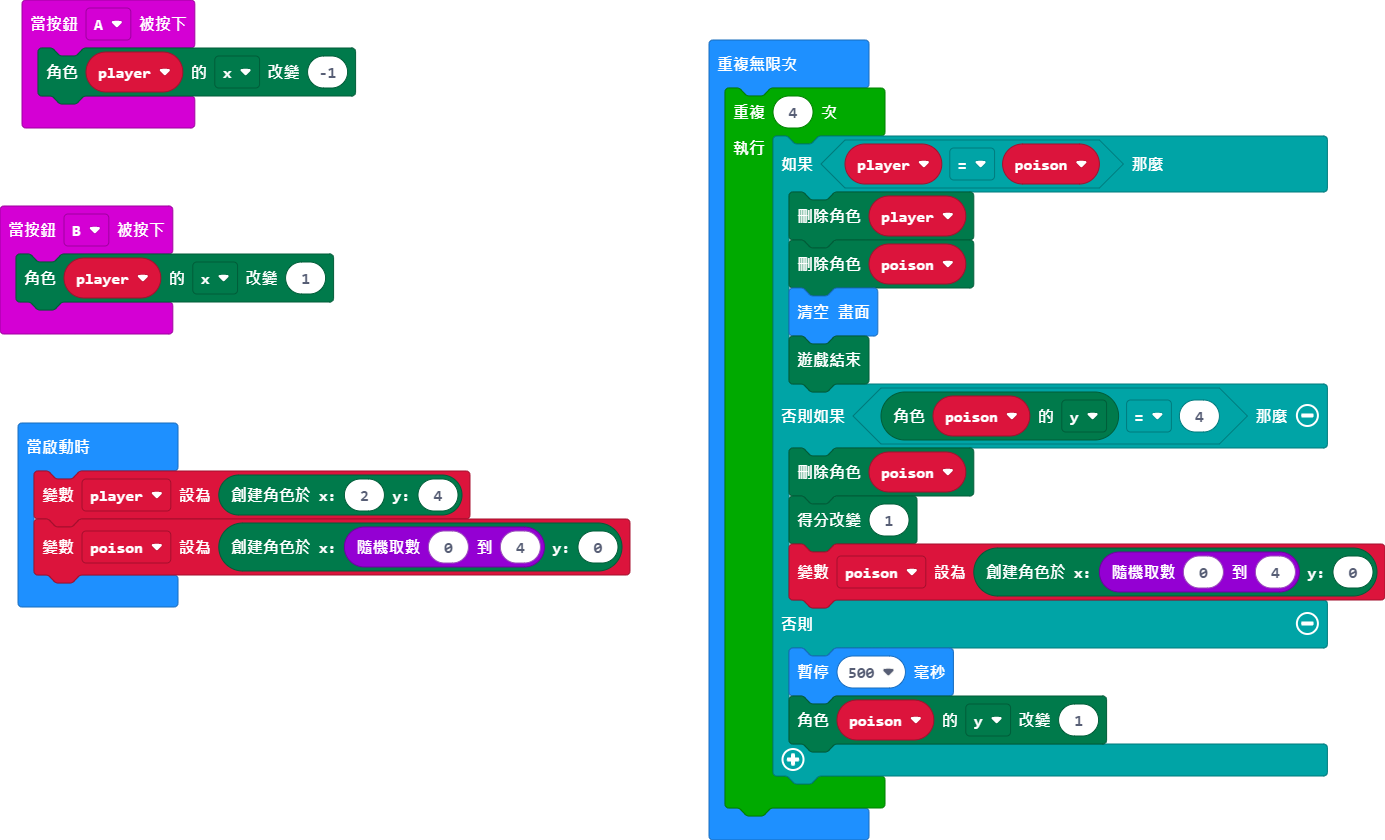 當按鈕 A 被按下
角色 player 的 x 改變 -1
當按鈕 B 被按下
角色 player 的 x 改變 1
當啟動時
變數 player 設為 創建角色於 x: 2 y: 4
變數 poison 設為 創建角色於 x: 隨機取數 0 到 4 y: 0
重複無限次
重複 4 次
執行
如果 player = poison 那麼
刪除角色 player
刪除角色 poison
清空 畫面
遊戲結束
否則如果 角色 poison 的 y = 4 那麼
刪除角色 poison
得分改變 1
變數 poison 設為 創建角色於 x: 隨機取數 0 到 4 y: 0
否則
暫停 500 毫秒
角色 poison 的 y 改變 1